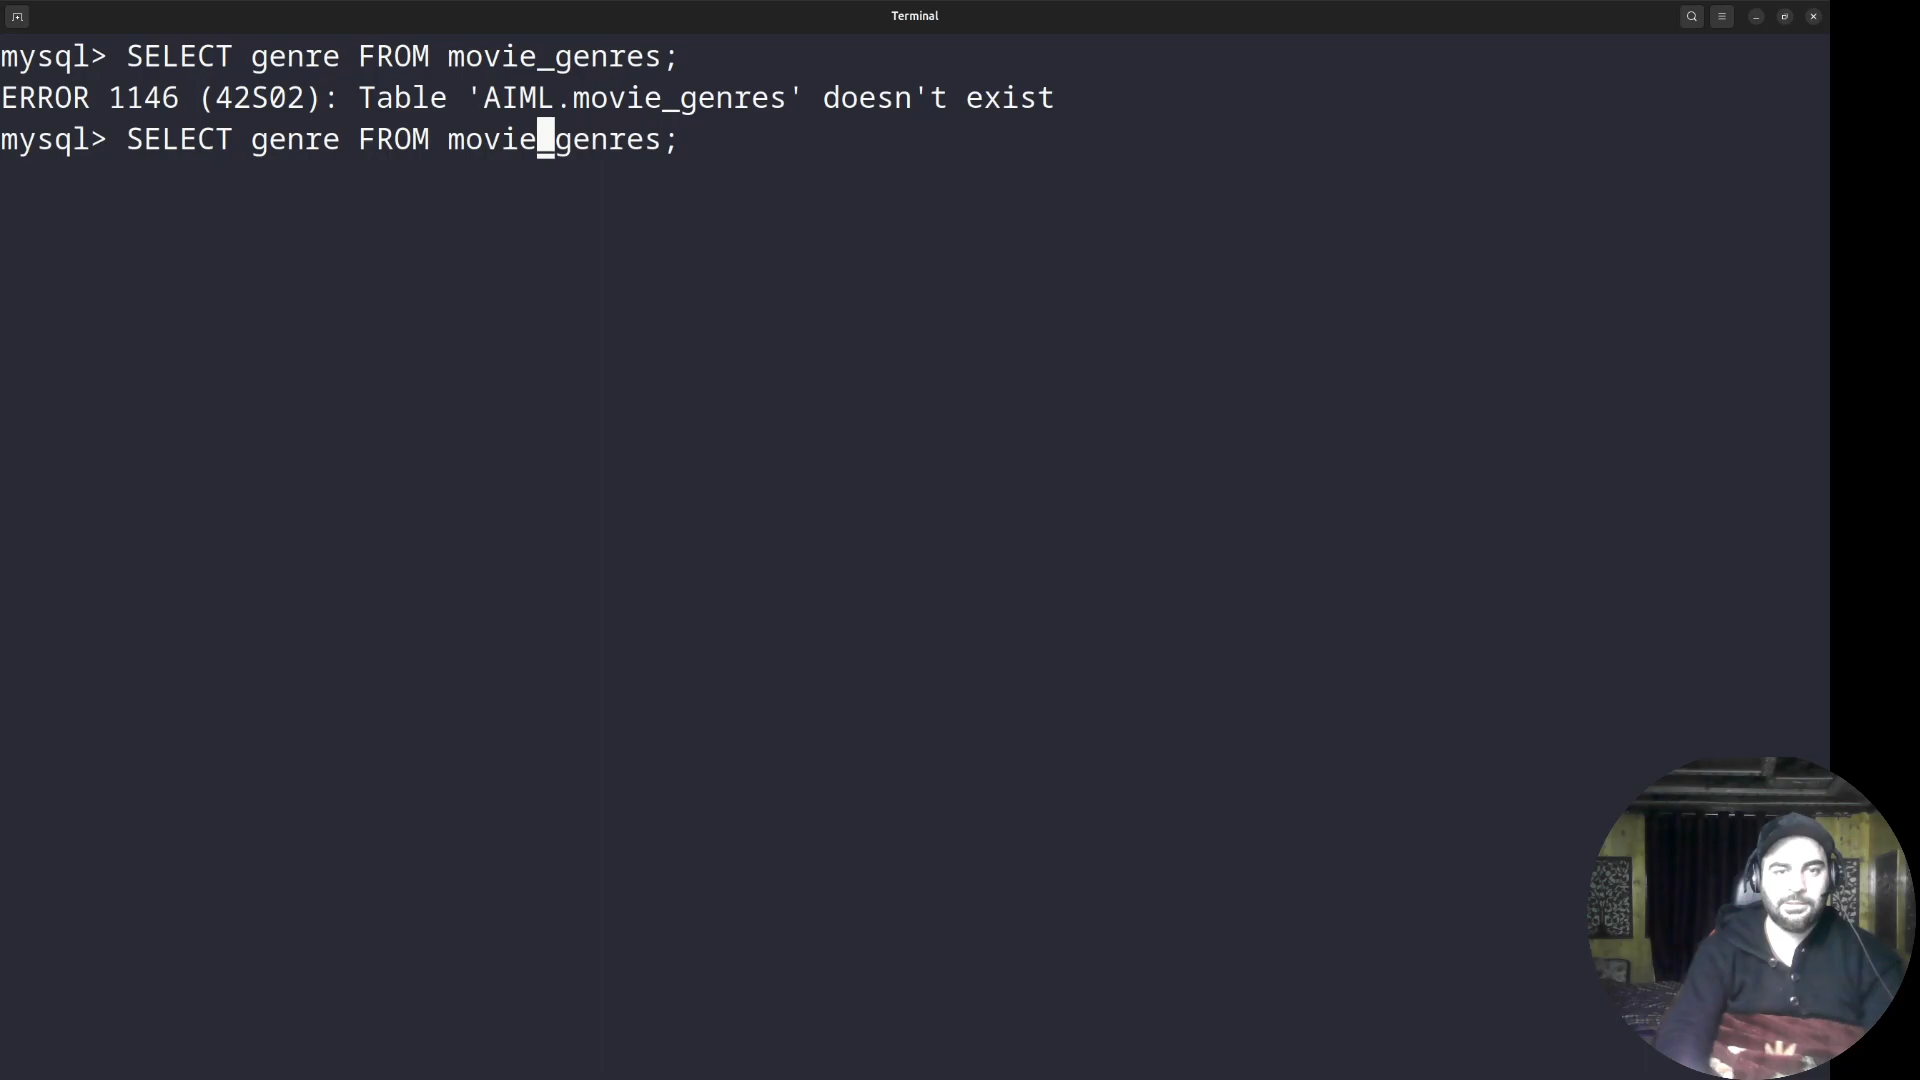 Terminal
mysql> SELECT genre FROM movie_genres;
ERROR 1146 (42S02): Table 'AIML.movie_genres' doesn't exist
mysql> SELECT genre FROM movie_genres;